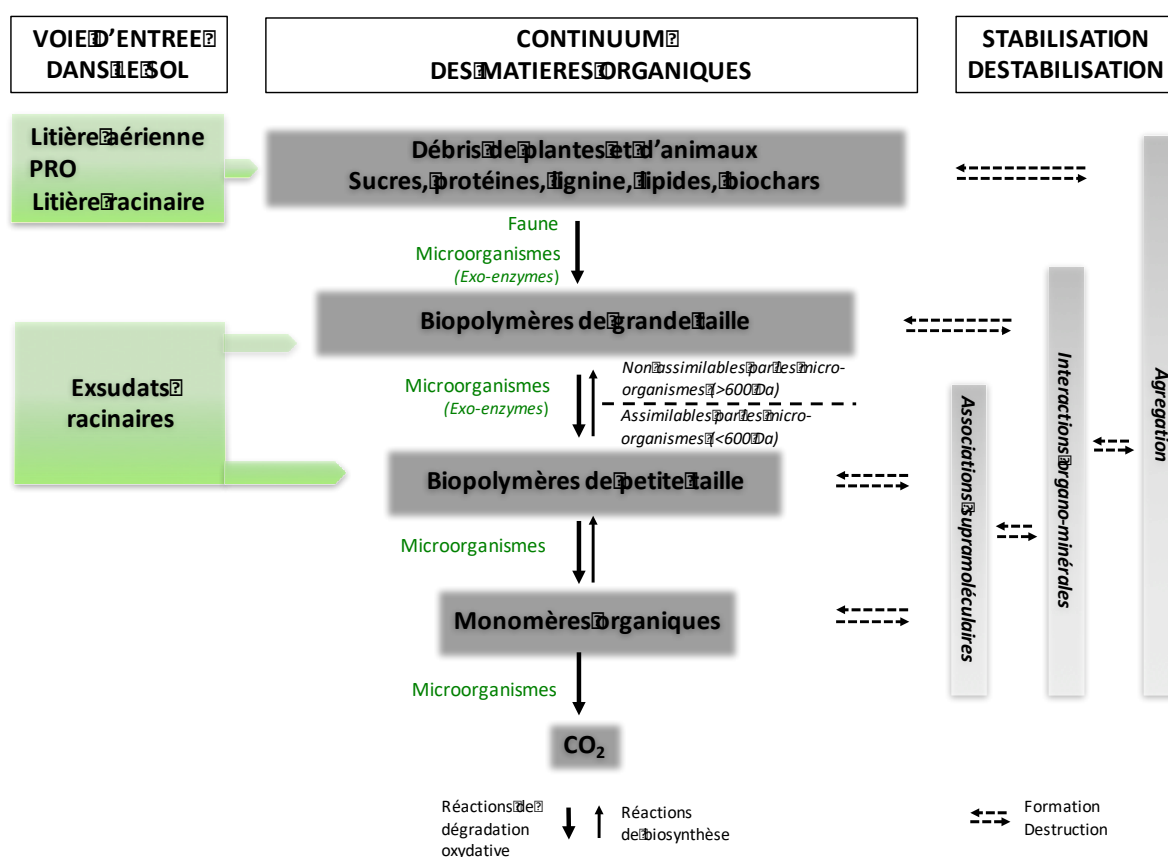 VOIE D'ENTREE
DANS LE SOL
CONTINUUM
DES MATIERES ORGANIQUES
STABILISATION
DESTABILISATION
Litière aérienne
PRO
Litière racinaire
Débris de plantes et d'animaux
Sucres, protéines, lignine, lipides, biochars
Faune
Microorganismes
(Exo-enzymes)
Biopolymères de grande taille
Exsudats
racinaires
Microorganismes
(Exo-enzymes)
Non assimilables par les micro-
organismes (>600 Da)
Assimilables par les micro-
organismes (<600 Da)
Biopolymères de petite taille
Microorganismes
Monomères organiques
Microorganismes
CO₂
Associations supramoléculaires
Interactions organo-minérales
Agregation
Réactions de
dégradation
oxydative
Réactions
de biosynthèse
Formation
Destruction